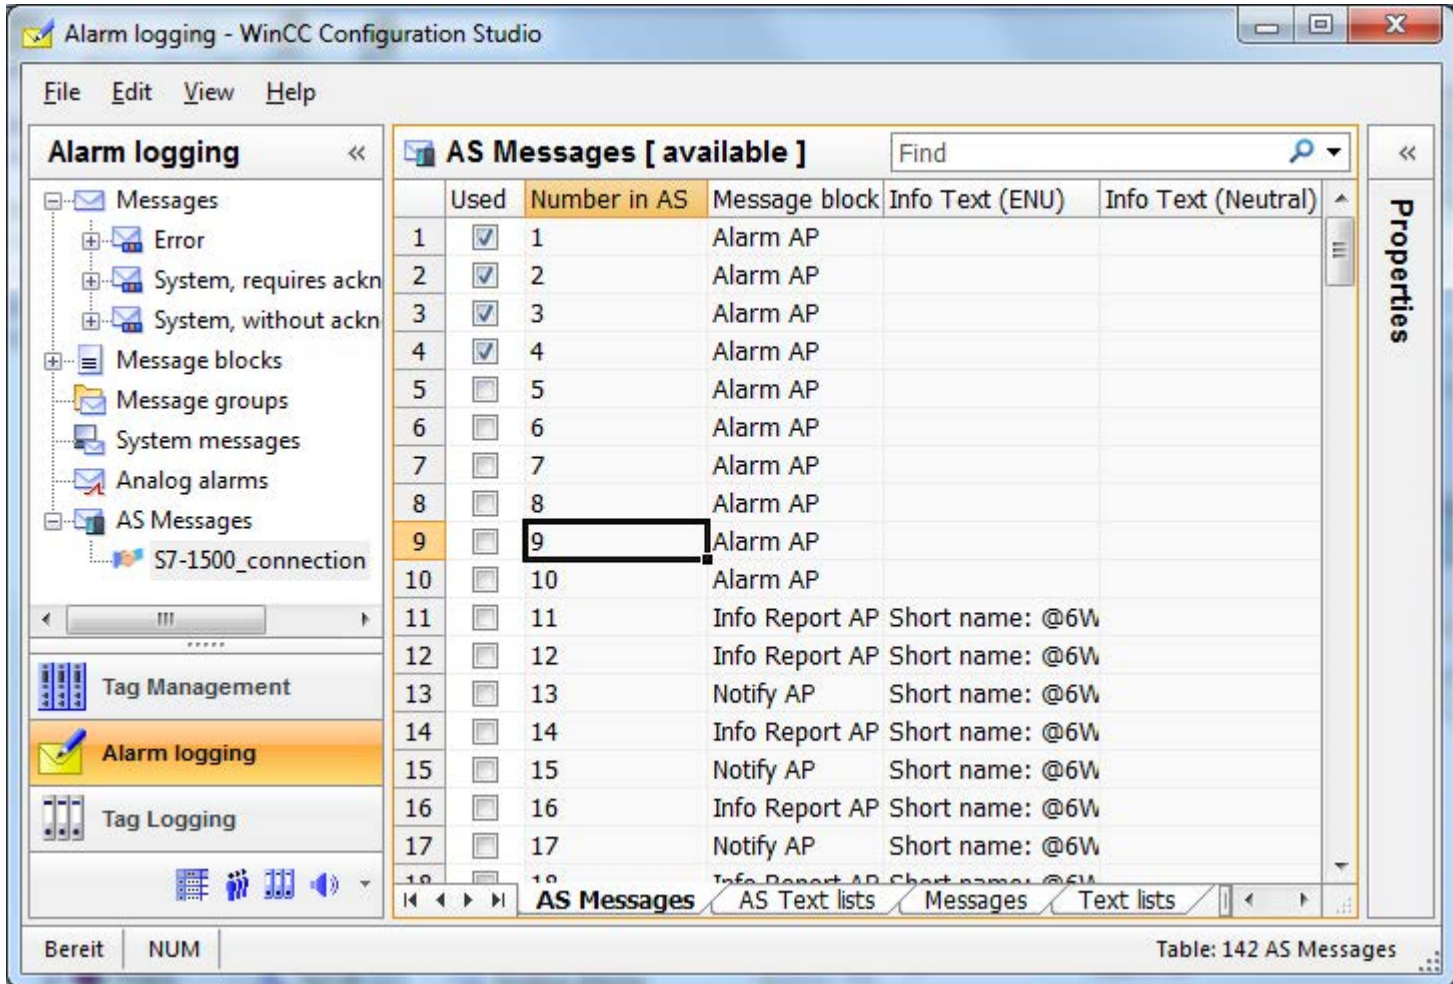 Alarm logging - WinCC Configuration Studio
File Edit View Help
Alarm logging «
Messages
Error
System, requires ackn
System, without ackn
Message blocks
Message groups
System messages
Analog alarms
AS Messages
S7-1500_connection
Tag Management
Alarm logging
Tag Logging
AS Messages [ available ] Find
Used Number in AS Message block Info Text (ENU) Info Text (Neutral)
1 1 Alarm AP
2 2 Alarm AP
3 3 Alarm AP
4 4 Alarm AP
5 5 Alarm AP
6 6 Alarm AP
7 7 Alarm AP
8 8 Alarm AP
9 9 Alarm AP
10 10 Alarm AP
11 11 Info Report AP Short name: @6W
12 12 Info Report AP Short name: @6W
13 13 Notify AP Short name: @6W
14 14 Info Report AP Short name: @6W
15 15 Notify AP Short name: @6W
16 16 Info Report AP Short name: @6W
17 17 Notify AP Short name: @6W
18 18 Info Report AP Short name: @6W
AS Messages AS Text lists Messages Text lists
«
Properties
Bereit NUM Table: 142 AS Messages